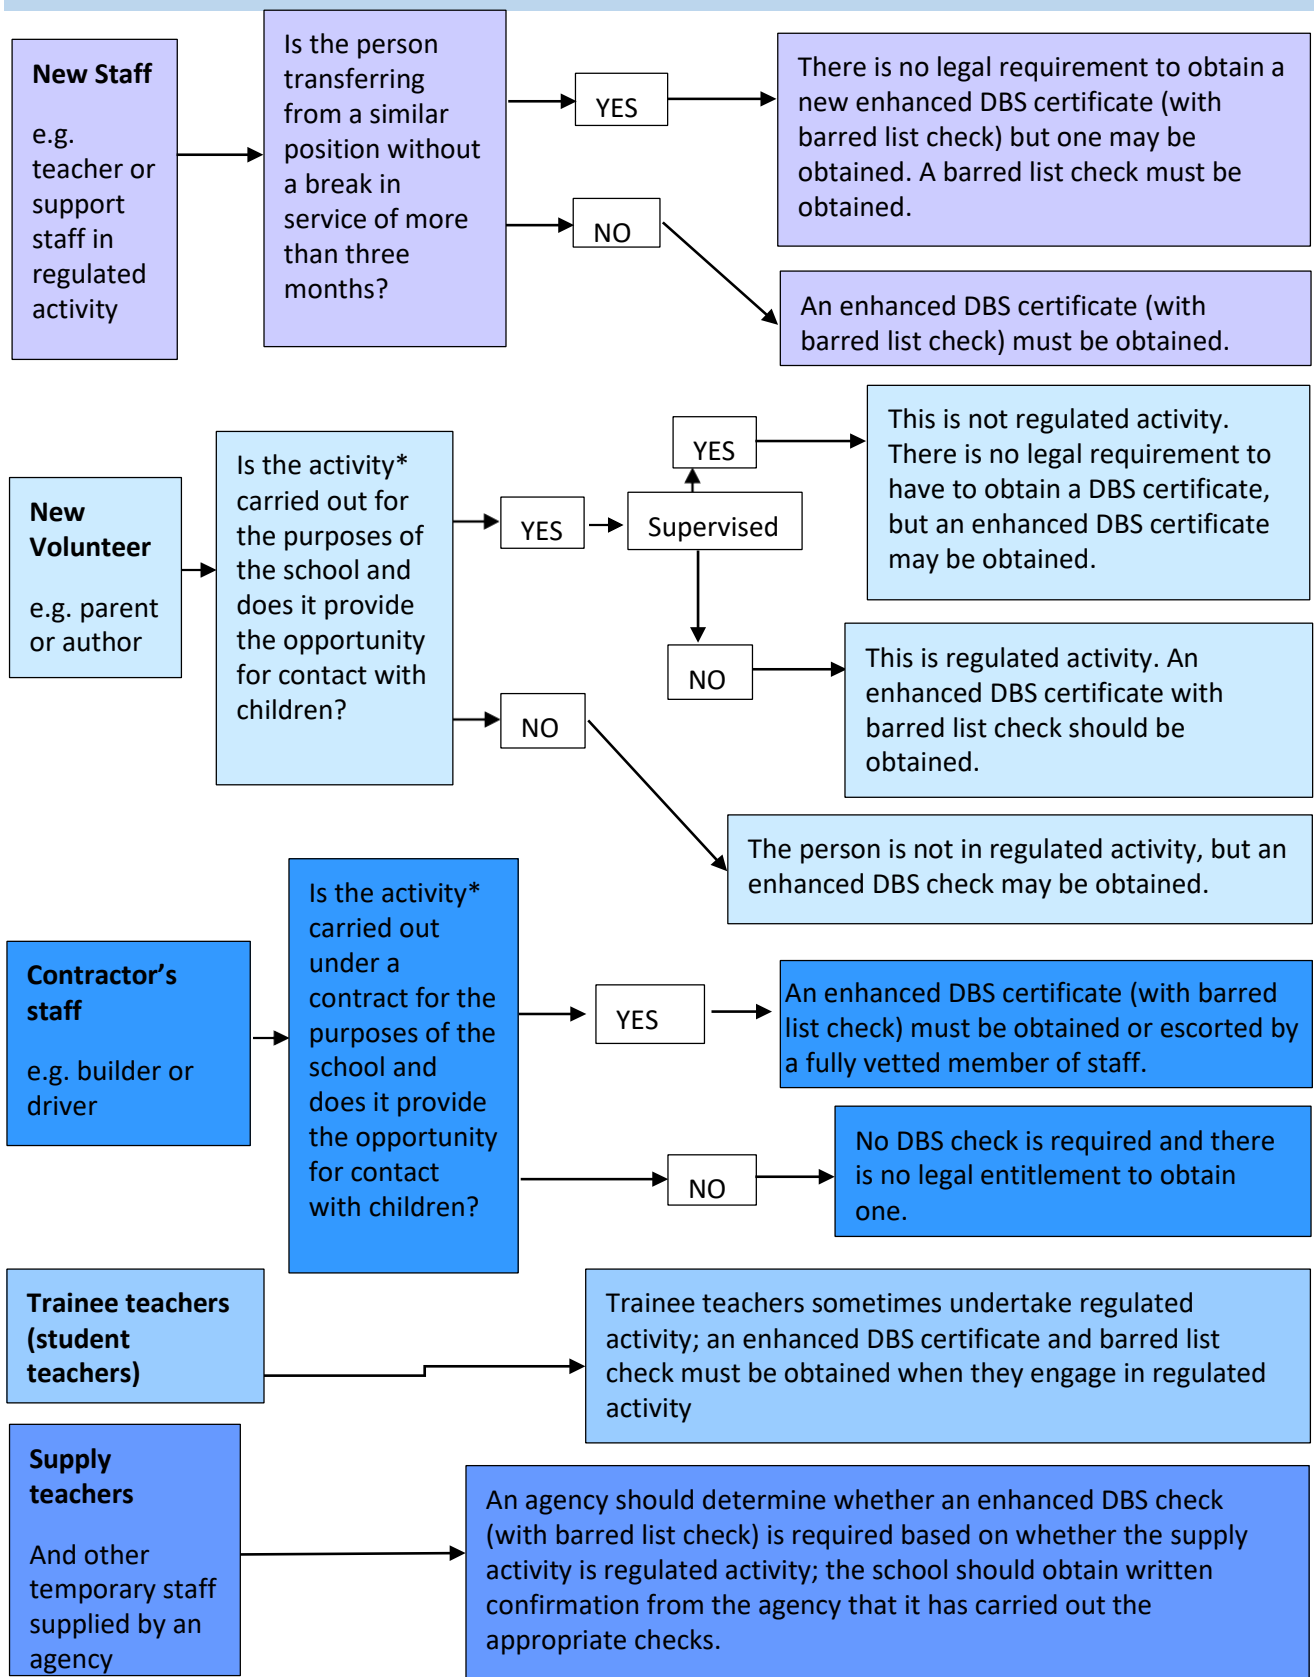 New Staff
e.g.
teacher or
support
staff in
regulated
activity
Is the person
transferring
from a similar
position without
a break in
service of more
than three
months?
YES
There is no legal requirement to obtain a
new enhanced DBS certificate (with
barred list check) but one may be
obtained. A barred list check must be
obtained.
NO
An enhanced DBS certificate (with
barred list check) must be obtained.
New
Volunteer
e.g. parent
or author
Is the activity*
carried out for
the purposes of
the school and
does it provide
the opportunity
for contact with
children?
YES
Supervised
YES
This is not regulated activity.
There is no legal requirement to
have to obtain a DBS certificate,
but an enhanced DBS certificate
may be obtained.
NO
This is regulated activity. An
enhanced DBS certificate with
barred list check should be
obtained.
NO
The person is not in regulated activity, but an
enhanced DBS check may be obtained.
Contractor’s
staff
e.g. builder or
driver
Is the activity*
carried out
under a
contract for the
purposes of the
school and
does it provide
the opportunity
for contact
with children?
YES
An enhanced DBS certificate (with barred
list check) must be obtained or escorted by
a fully vetted member of staff.
NO
No DBS check is required and there
is no legal entitlement to obtain
one.
Trainee teachers
(student
teachers)
Trainee teachers sometimes undertake regulated
activity; an enhanced DBS certificate and barred list
check must be obtained when they engage in regulated
activity
Supply
teachers
And other
temporary staff
supplied by an
agency
An agency should determine whether an enhanced DBS check
(with barred list check) is required based on whether the supply
activity is regulated activity; the school should obtain written
confirmation from the agency that it has carried out the
appropriate checks.